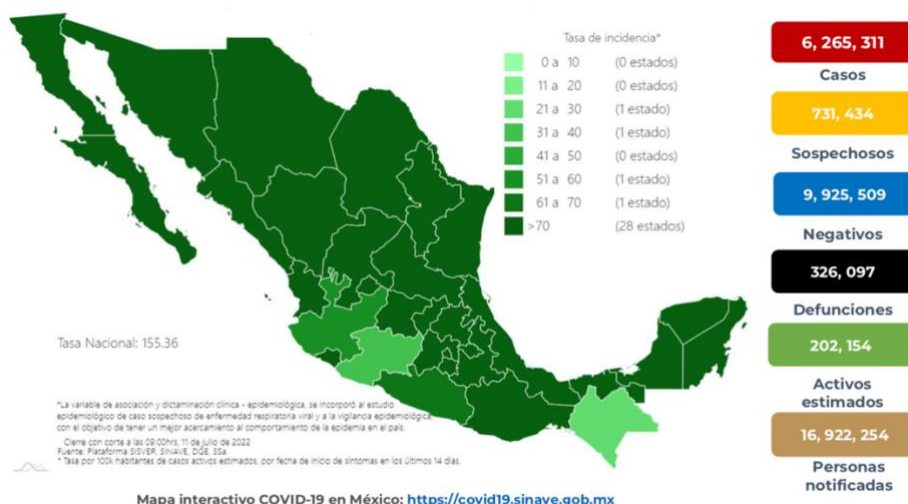 Tasa de incidencia*
0 a 10 (0 estados)
11 a 20 (0 estados)
21 a 30 (1 estado)
31 a 40 (1 estado)
41 a 50 (0 estados)
51 a 60 (1 estado)
61 a 70 (1 estado)
>70 (28 estados)
6, 265, 311
Casos
731, 434
Sospechosos
9, 925, 509
Negativos
326, 097
Defunciones
202, 154
Activos
estimados
16, 922, 254
Personas
notificadas
Tasa Nacional: 155.36
*La variable de asociación y dictaminación clínica - epidemiológica, se incorporó al estudio
epidemiológico de caso sospechoso de enfermedad respiratoria viral y a la vigilancia epidemiológica,
con el objetivo de tener un mejor acercamiento al comportamiento de la epidemia en el país.
Cierre con corte a las 09:00hrs, 11 de julio de 2022
Fuente: Plataforma SISVER, SINAVE, DGE, SSa.
* Tasa por 100k habitantes de casos activos estimados, por fecha de inicio de síntomas en los últimos 14 días.
Mapa interactivo COVID-19 en México: https://covid19.sinave.gob.mx